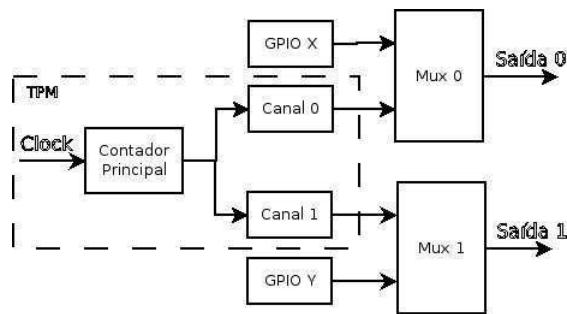 GPIO X
Mux 0
Saída 0
TPM
Canal 0
Clock
Contador
Principal
Canal 1
Mux 1
Saída 1
GPIO Y